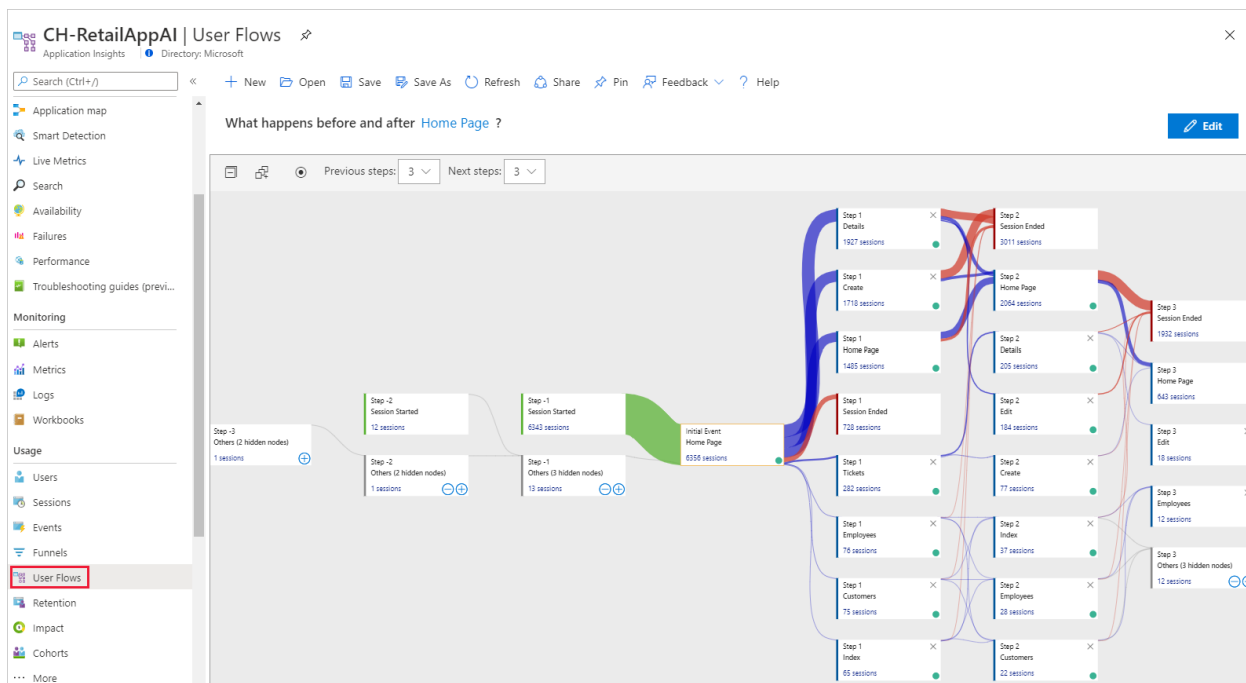 CH-RetailAppAI | User Flows
Application Insights Directory: Microsoft
Search (Ctrl+/)
«
New Open Save Save As Refresh Share Pin Feedback ? Help
Application map
Smart Detection
Live Metrics
Search
Availability
Failures
Performance
Troubleshooting guides (previ...
Monitoring
Alerts
Metrics
Logs
Workbooks
Usage
Users
Sessions
Events
Funnels
User Flows
Retention
Impact
Cohorts
··· More
What happens before and after Home Page ?
Edit
Previous steps: 3 Next steps: 3
Step -3
Others (2 hidden nodes)
1 sessions
Step -2
Session Started
12 sessions
Step -2
Others (2 hidden nodes)
1 sessions
Step -1
Session Started
6343 sessions
Step -1
Others (3 hidden nodes)
13 sessions
Initial Event
Home Page
6356 sessions
Step 1
Details
1927 sessions
Step 1
Create
1718 sessions
Step 1
Home Page
1485 sessions
Step 1
Session Ended
728 sessions
Step 1
Tickets
282 sessions
Step 1
Employees
76 sessions
Step 1
Customers
75 sessions
Step 1
Index
65 sessions
Step 2
Session Ended
3011 sessions
Step 2
Home Page
2064 sessions
Step 2
Details
205 sessions
Step 2
Edit
184 sessions
Step 2
Create
77 sessions
Step 2
Index
37 sessions
Step 2
Employees
28 sessions
Step 2
Customers
22 sessions
Step 3
Session Ended
1932 sessions
Step 3
Home Page
643 sessions
Step 3
Edit
18 sessions
Step 3
Employees
12 sessions
Step 3
Others (3 hidden nodes)
12 sessions